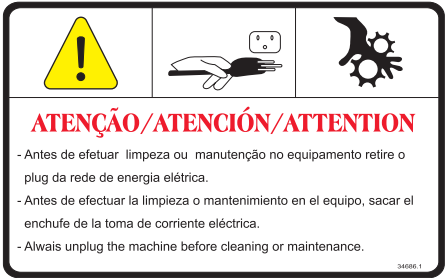 ATENÇÃO/ATENCIÓN/ATTENTION
- Antes de efetuar limpeza ou manutenção no equipamento retire o
plug da rede de energia elétrica.
- Antes de efectuar la limpieza o mantenimiento en el equipo, sacar el
enchufe de la toma de corriente eléctrica.
- Alwais unplug the machine before cleaning or maintenance.
34686.1